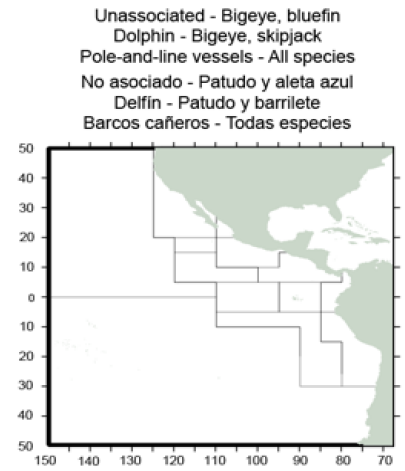 Unassociated - Bigeye, bluefin
Dolphin - Bigeye, skipjack
Pole-and-line vessels - All species
No asociado - Patudo y aleta azul
Delfín - Patudo y barrilete
Barcos cañeros - Todas especies
50
40
30
20
10
0
10
20
30
40
50
150 140 130 120 110 100 90 80 70